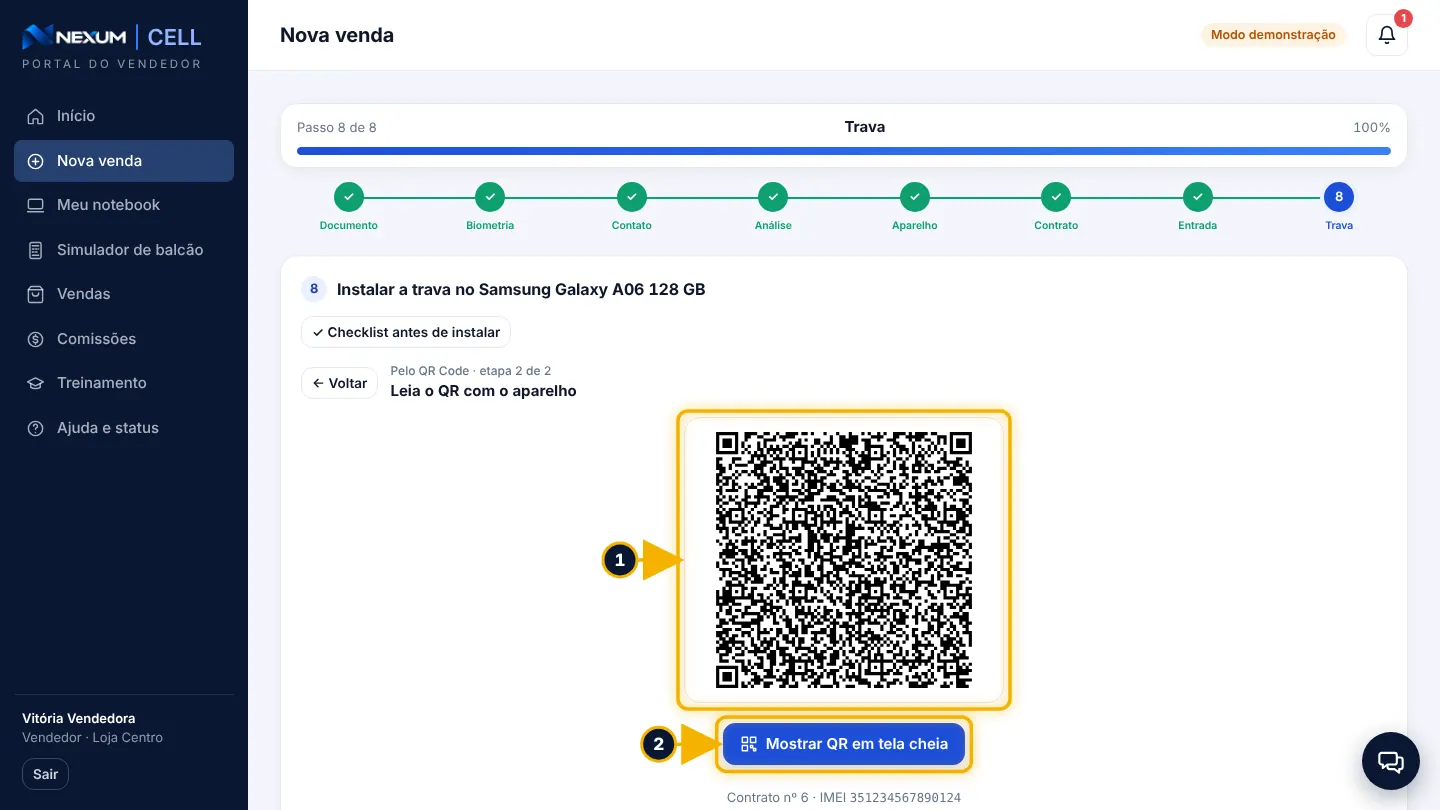 NEXUM | CELL
PORTAL DO VENDEDOR
Início
Nova venda
Meu notebook
Simulador de balcão
Vendas
Comissões
Treinamento
Ajuda e status
Vitória Vendedora
Vendedor · Loja Centro
Sair
Nova venda
Modo demonstração
1
Passo 8 de 8
Trava
100%
8
Documento
Biometria
Contato
Análise
Aparelho
Contrato
Entrada
Trava
8 Instalar a trava no Samsung Galaxy A06 128 GB
✓ Checklist antes de instalar
← Voltar
Pelo QR Code · etapa 2 de 2
Leia o QR com o aparelho
1
2
Mostrar QR em tela cheia
Contrato nº 6 · IMEI 351234567890124